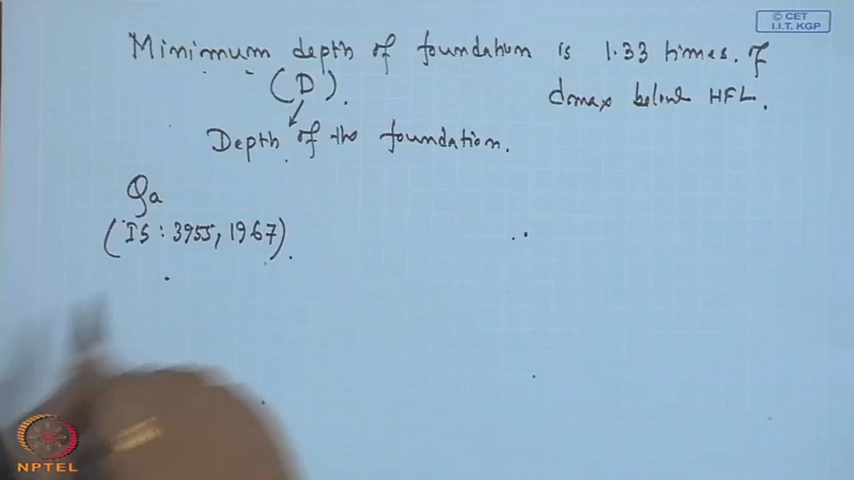 © CET
I.I.T. KGP
Minimum depth of foundation is 1.33 times. of
(D).
dsmax below HFL.
Depth of the foundation.
Qa
(IS : 3955, 1967).
NPTEL